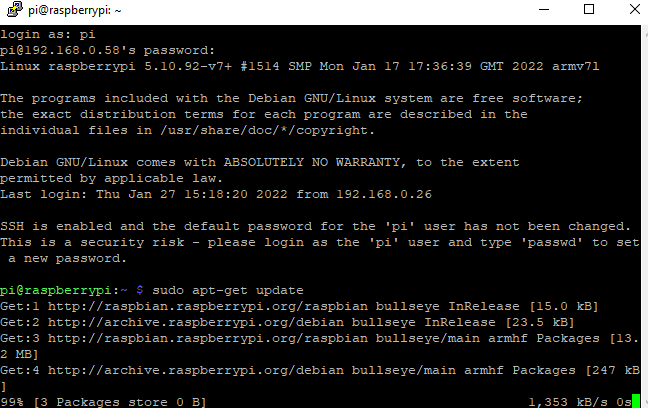 pi@raspberrypi: ~
login as: pi
pi@192.168.0.58's password:
Linux raspberrypi 5.10.92-v7+ #1514 SMP Mon Jan 17 17:36:39 GMT 2022 armv7l
The programs included with the Debian GNU/Linux system are free software;
the exact distribution terms for each program are described in the
individual files in /usr/share/doc/*/copyright.
Debian GNU/Linux comes with ABSOLUTELY NO WARRANTY, to the extent
permitted by applicable law.
Last login: Thu Jan 27 15:18:20 2022 from 192.168.0.26
SSH is enabled and the default password for the 'pi' user has not been changed.
This is a security risk - please login as the 'pi' user and type 'passwd' to set
a new password.
pi@raspberrypi:~ $ sudo apt-get update
Get:1 http://raspbian.raspberrypi.org/raspbian bullseye InRelease [15.0 kB]
Get:2 http://archive.raspberrypi.org/debian bullseye InRelease [23.5 kB]
Get:3 http://raspbian.raspberrypi.org/raspbian bullseye/main armhf Packages [13.
2 MB]
Get:4 http://archive.raspberrypi.org/debian bullseye/main armhf Packages [247 kB
]
99% [3 Packages store 0 B] 1,353 kB/s 0s